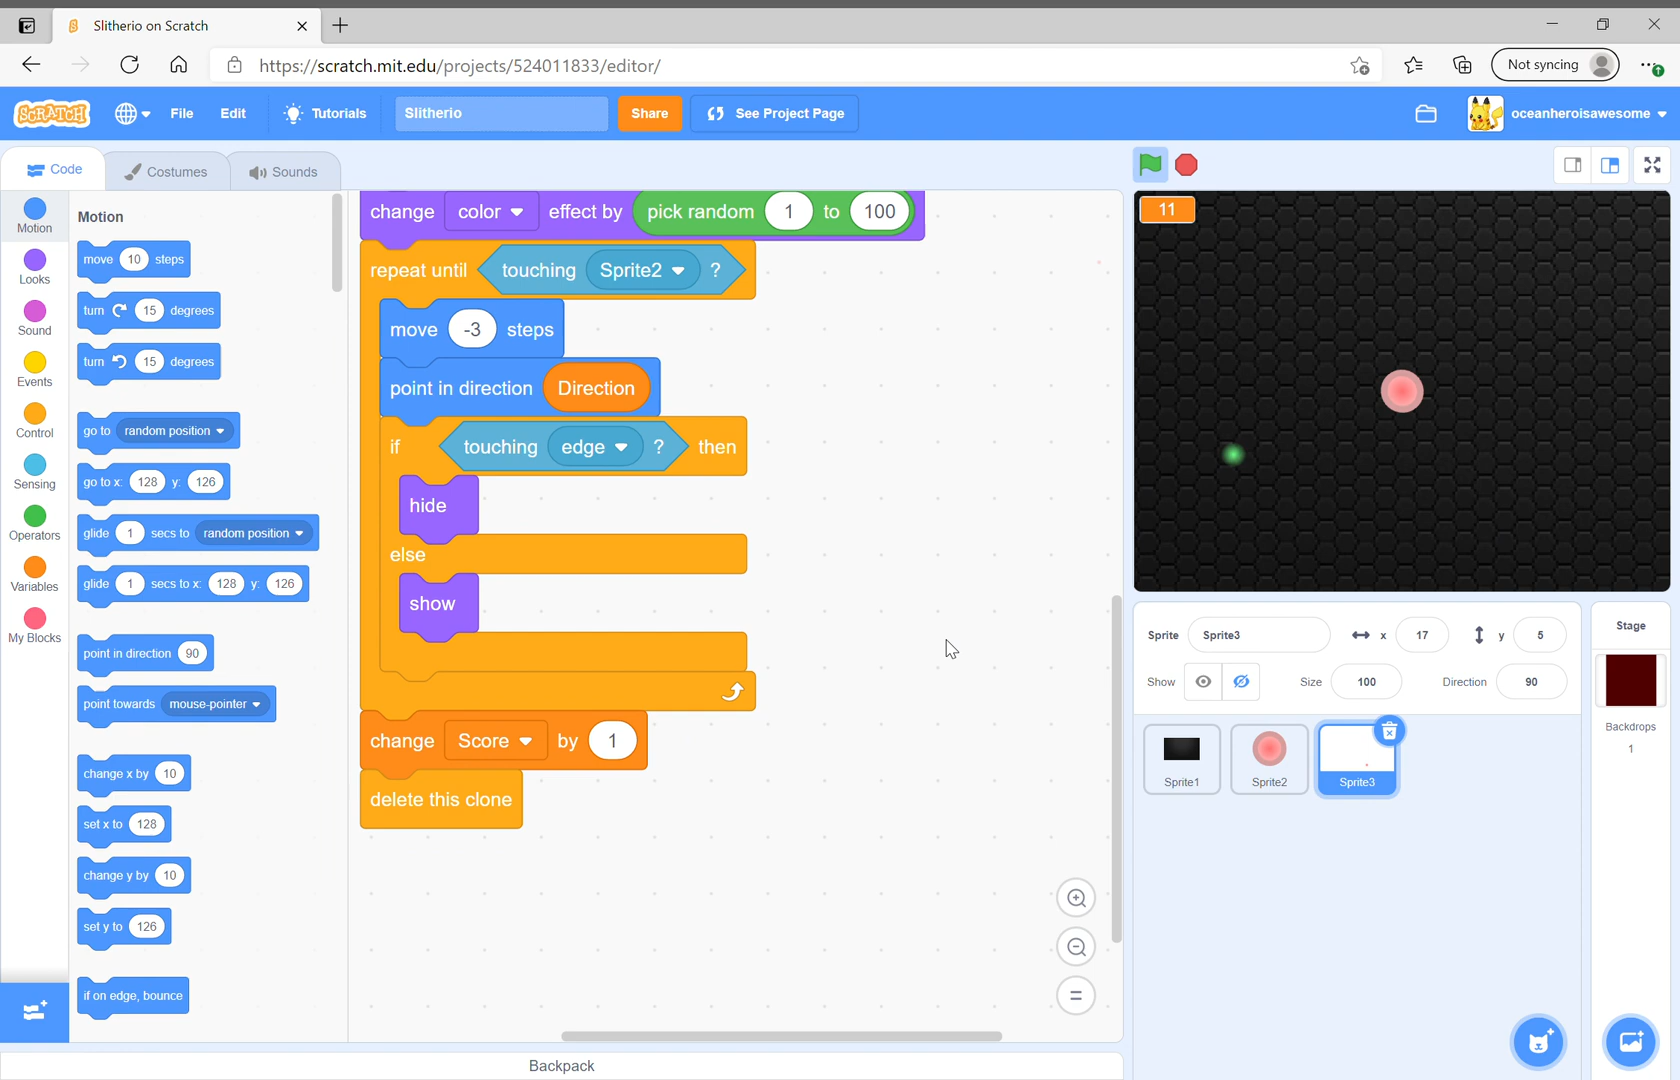 Slitherio on Scratch
https://scratch.mit.edu/projects/524011833/editor/
Not syncing
SCRATCH
File
Edit
Tutorials
Slitherio
Share
See Project Page
oceanheroisawesome
Code
Costumes
Sounds
Motion
Looks
Sound
Events
Control
Sensing
Operators
Variables
My Blocks
Motion
move 10 steps
turn 15 degrees
turn 15 degrees
go to random position
go to x: 128 y: 126
glide 1 secs to random position
glide 1 secs to x: 128 y: 126
point in direction 90
point towards mouse-pointer
change x by 10
set x to 128
change y by 10
set y to 126
if on edge, bounce
change color effect by pick random 1 to 100
repeat until touching Sprite2 ?
move -3 steps
point in direction Direction
if touching edge ? then
hide
else
show
change Score by 1
delete this clone
Backpack
11
Sprite Sprite3 x 17 y 5
Show Size 100 Direction 90
Sprite1
Sprite2
Sprite3
Stage
Backdrops
1